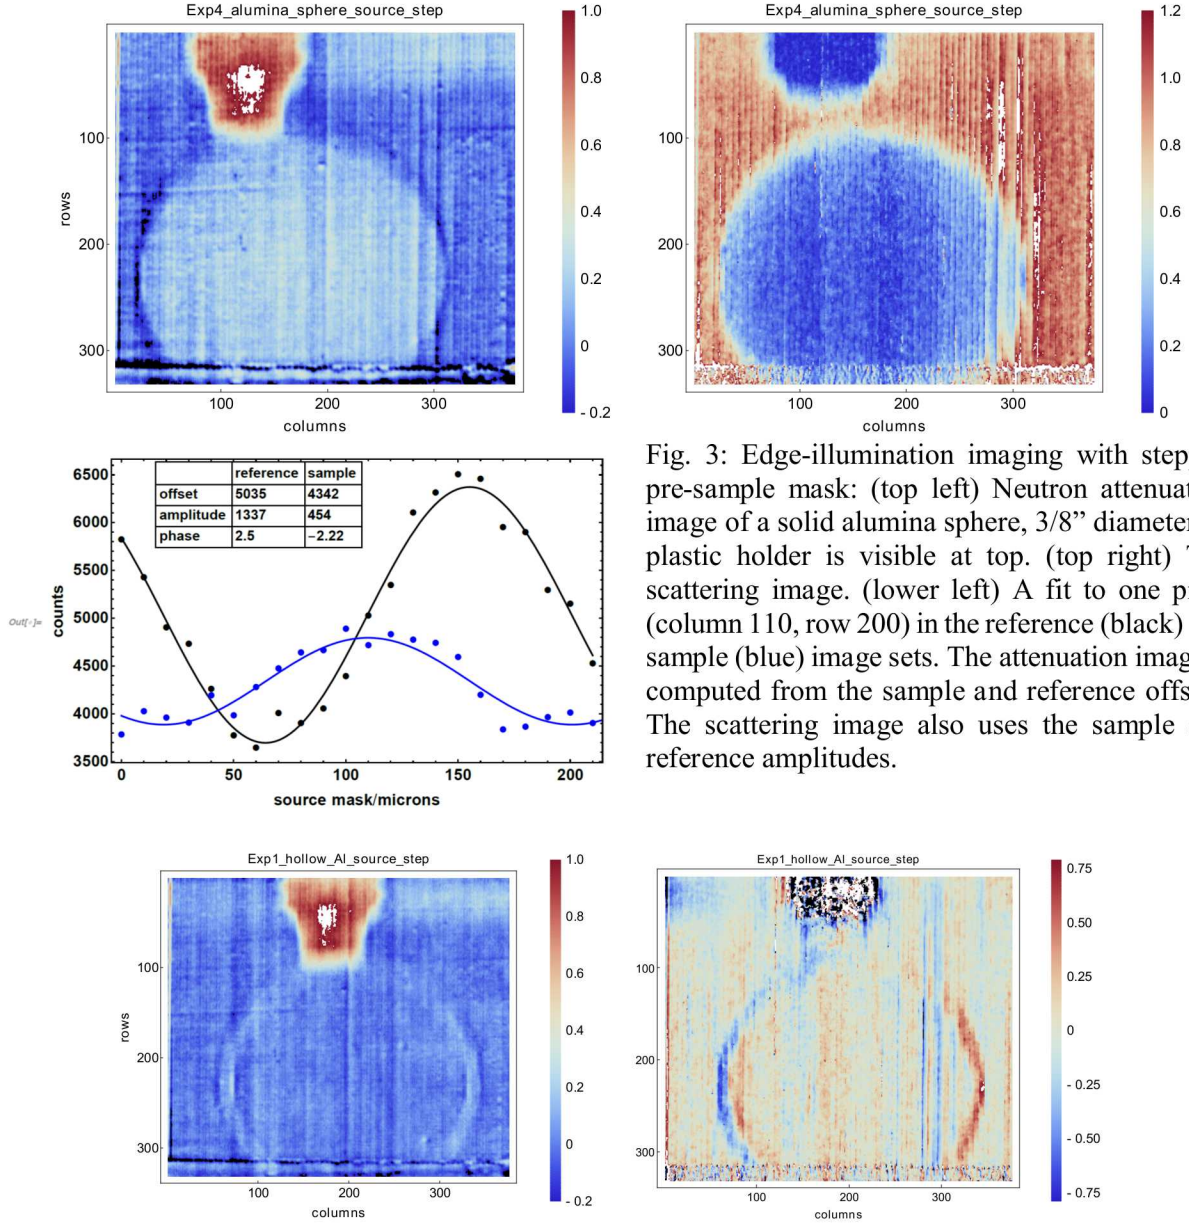 Exp4_alumina_sphere_source_step
1.0
0.8
0.6
0.4
0.2
0
- 0.2
100
200
300
rows
100 200 300
columns
Exp4_alumina_sphere_source_step
1.2
1.0
0.8
0.6
0.4
0.2
0
100
200
300
100 200 300
columns
Out[ ]=
counts
6500
6000
5500
5000
4500
4000
3500
reference sample
offset 5035 4342
amplitude 1337 454
phase 2.5 −2.22
0 50 100 150 200
source mask/microns
Fig. 3: Edge-illumination imaging with step
pre-sample mask: (top left) Neutron attenuat
image of a solid alumina sphere, 3/8” diameter
plastic holder is visible at top. (top right) T
scattering image. (lower left) A fit to one pi
(column 110, row 200) in the reference (black)
sample (blue) image sets. The attenuation imag
computed from the sample and reference offs
The scattering image also uses the sample
reference amplitudes.
Exp1_hollow_Al_source_step
1.0
0.8
0.6
0.4
0.2
0
- 0.2
100
200
300
rows
100 200 300
columns
Exp1_hollow_Al_source_step
0.75
0.50
0.25
0
- 0.25
- 0.50
- 0.75
100
200
300
100 200 300
columns